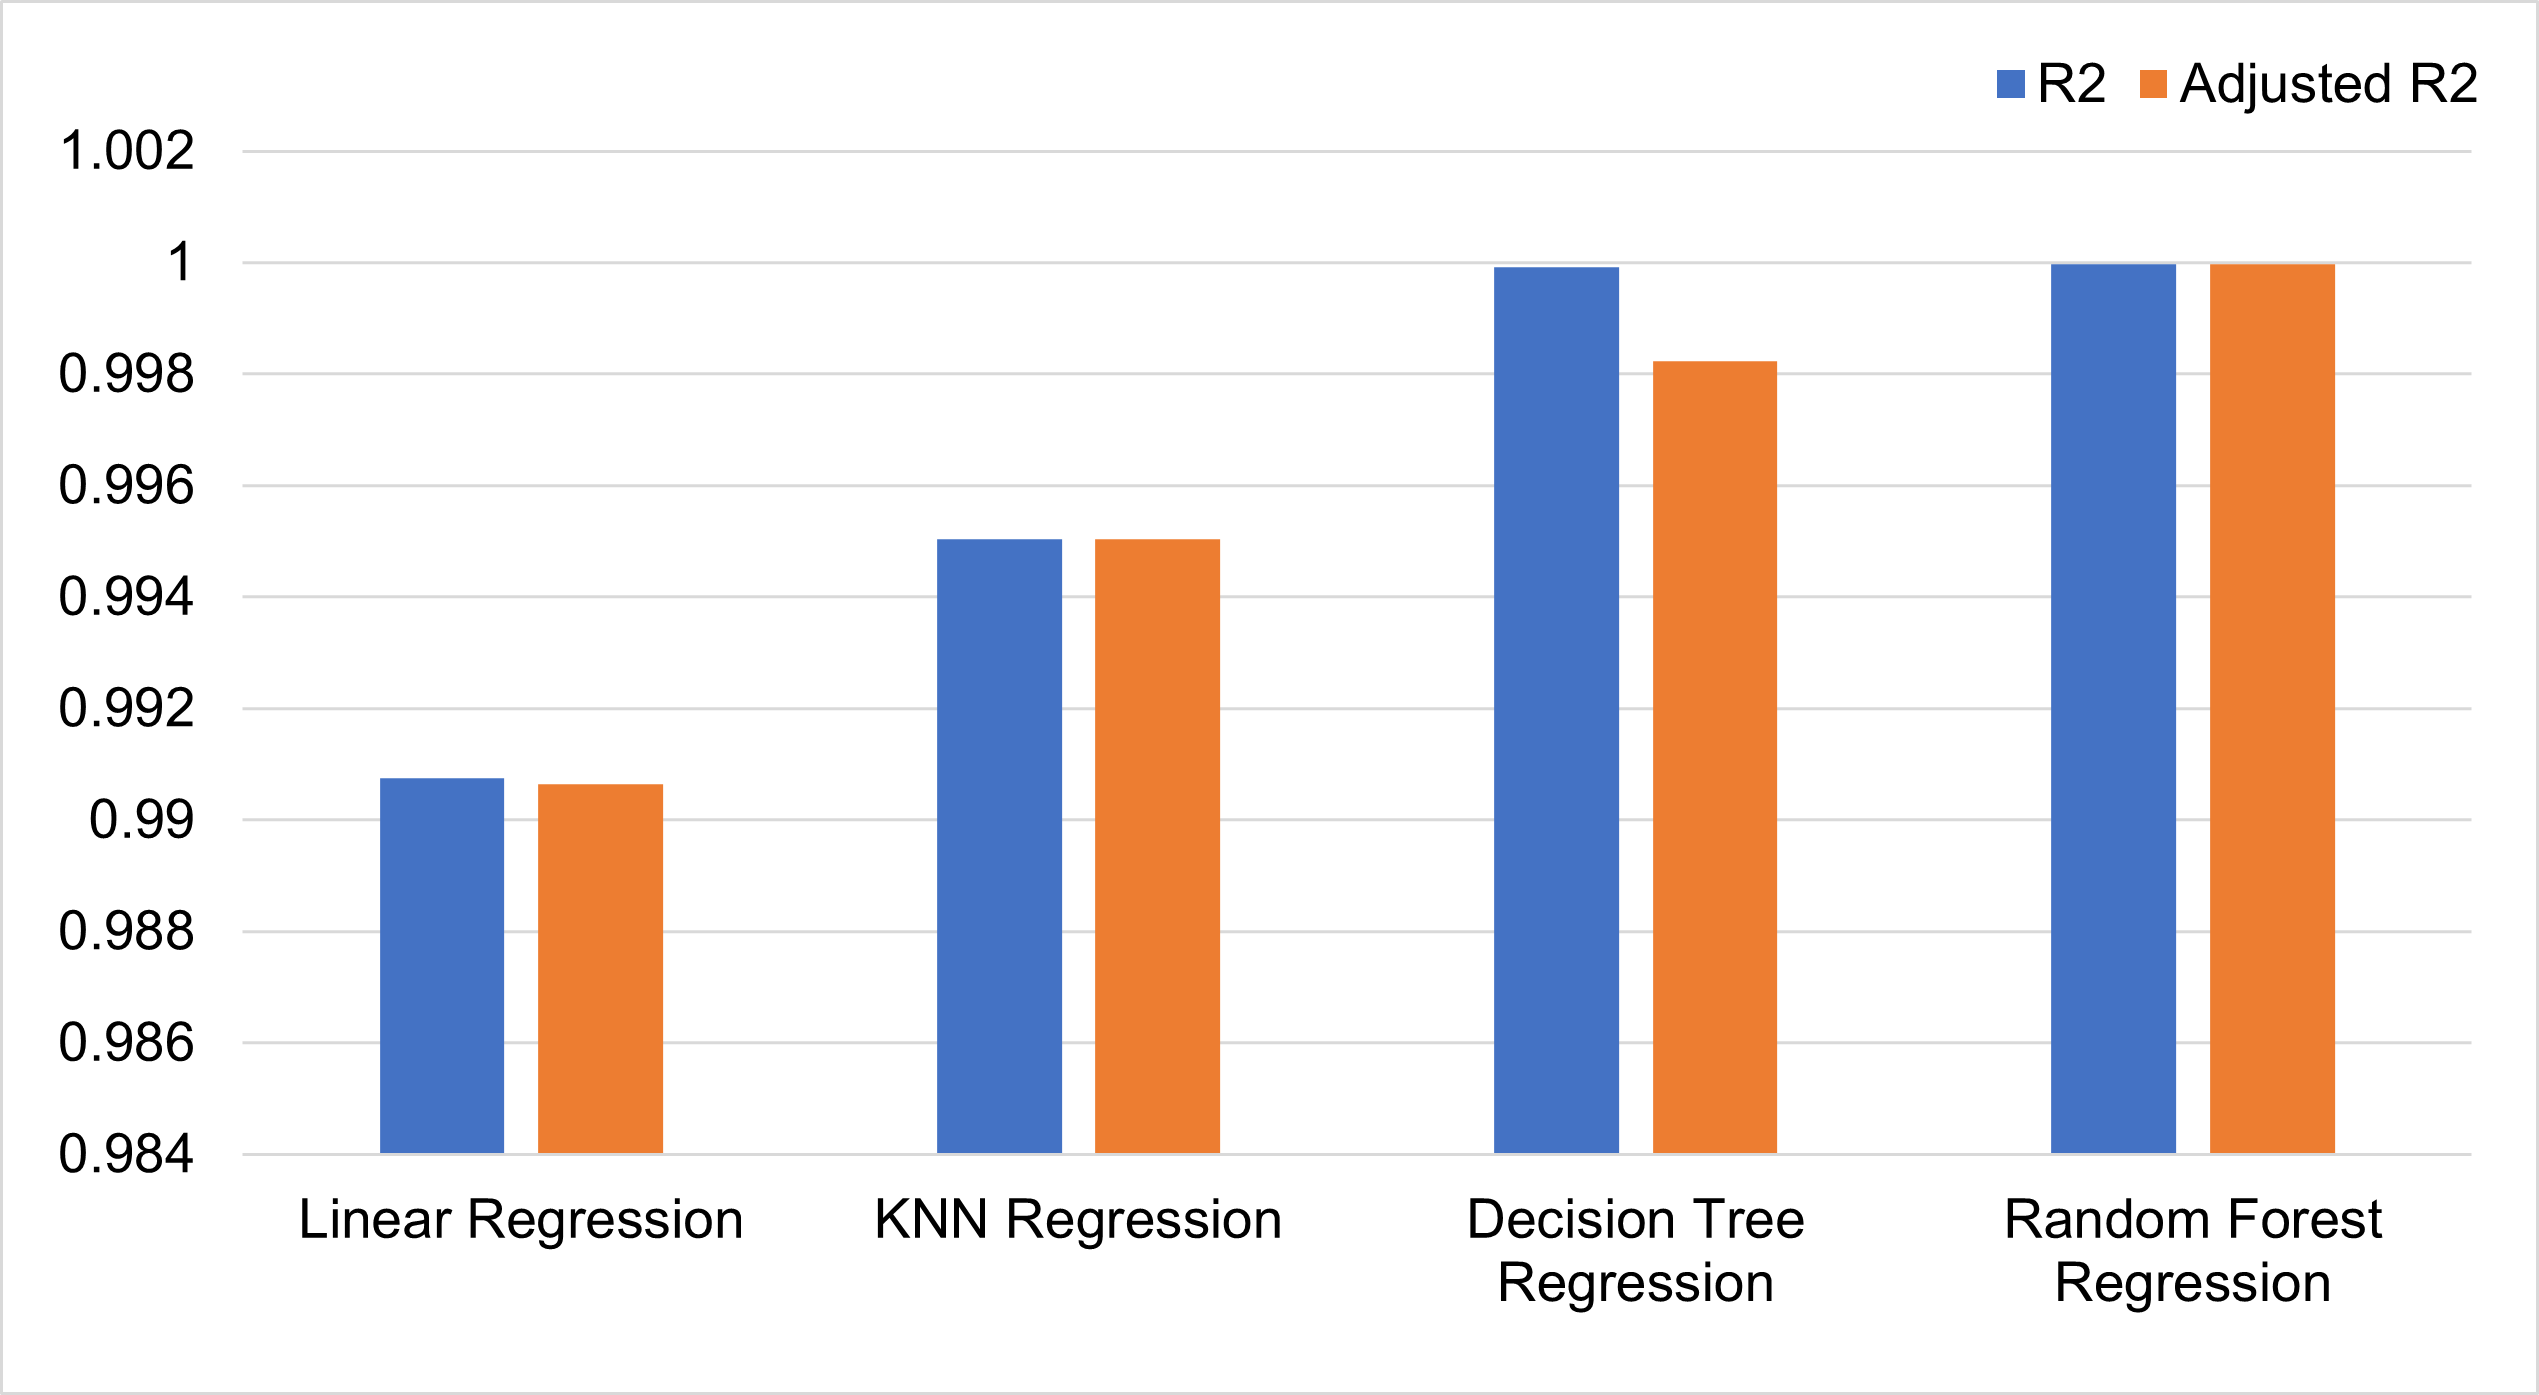 R2 Adjusted R2
1.002
1
0.998
0.996
0.994
0.992
0.99
0.988
0.986
0.984
Linear Regression
KNN Regression
Decision Tree
Regression
Random Forest
Regression